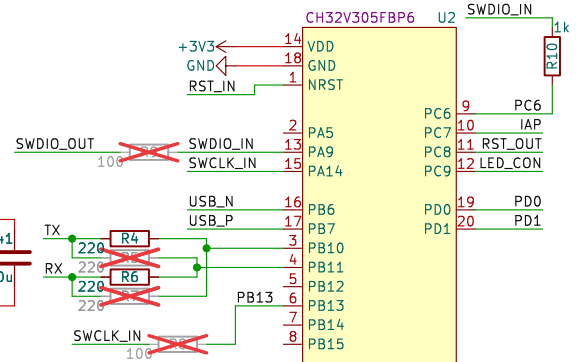 CH32V305FBP6 U2
SWDIO_IN
1k
R10
+3V3 14 VDD
GND 18 GND
RST_IN 1 NRST
PC6 9 PC6
2 PA5 PC7 10 IAP
SWDIO_OUT 100 SWDIO_IN 13 PA9 PC8 11 RST_OUT
SWCLK_IN 15 PA14 PC9 12 LED_CON
USB_N 16 PB6 PD0 19 PD0
USB_P 17 PB7 PD1 20 PD1
TX R4 3 PB10
220
220
RX R6 4 PB11
220
220
5 PB12
PB13 6 PB13
7 PB14
SWCLK_IN 100 8 PB15